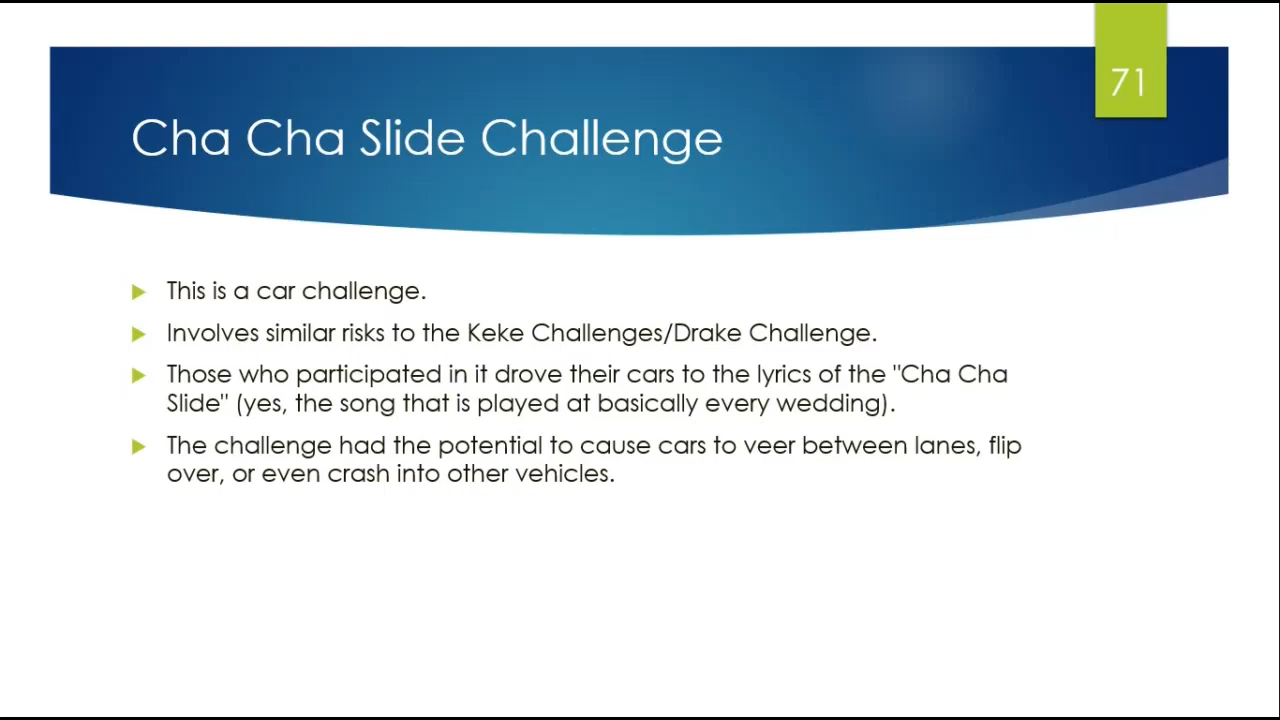 71
Cha Cha Slide Challenge
This is a car challenge.
Involves similar risks to the Keke Challenges/Drake Challenge.
Those who participated in it drove their cars to the lyrics of the "Cha Cha
Slide" (yes, the song that is played at basically every wedding).
The challenge had the potential to cause cars to veer between lanes, flip
over, or even crash into other vehicles.